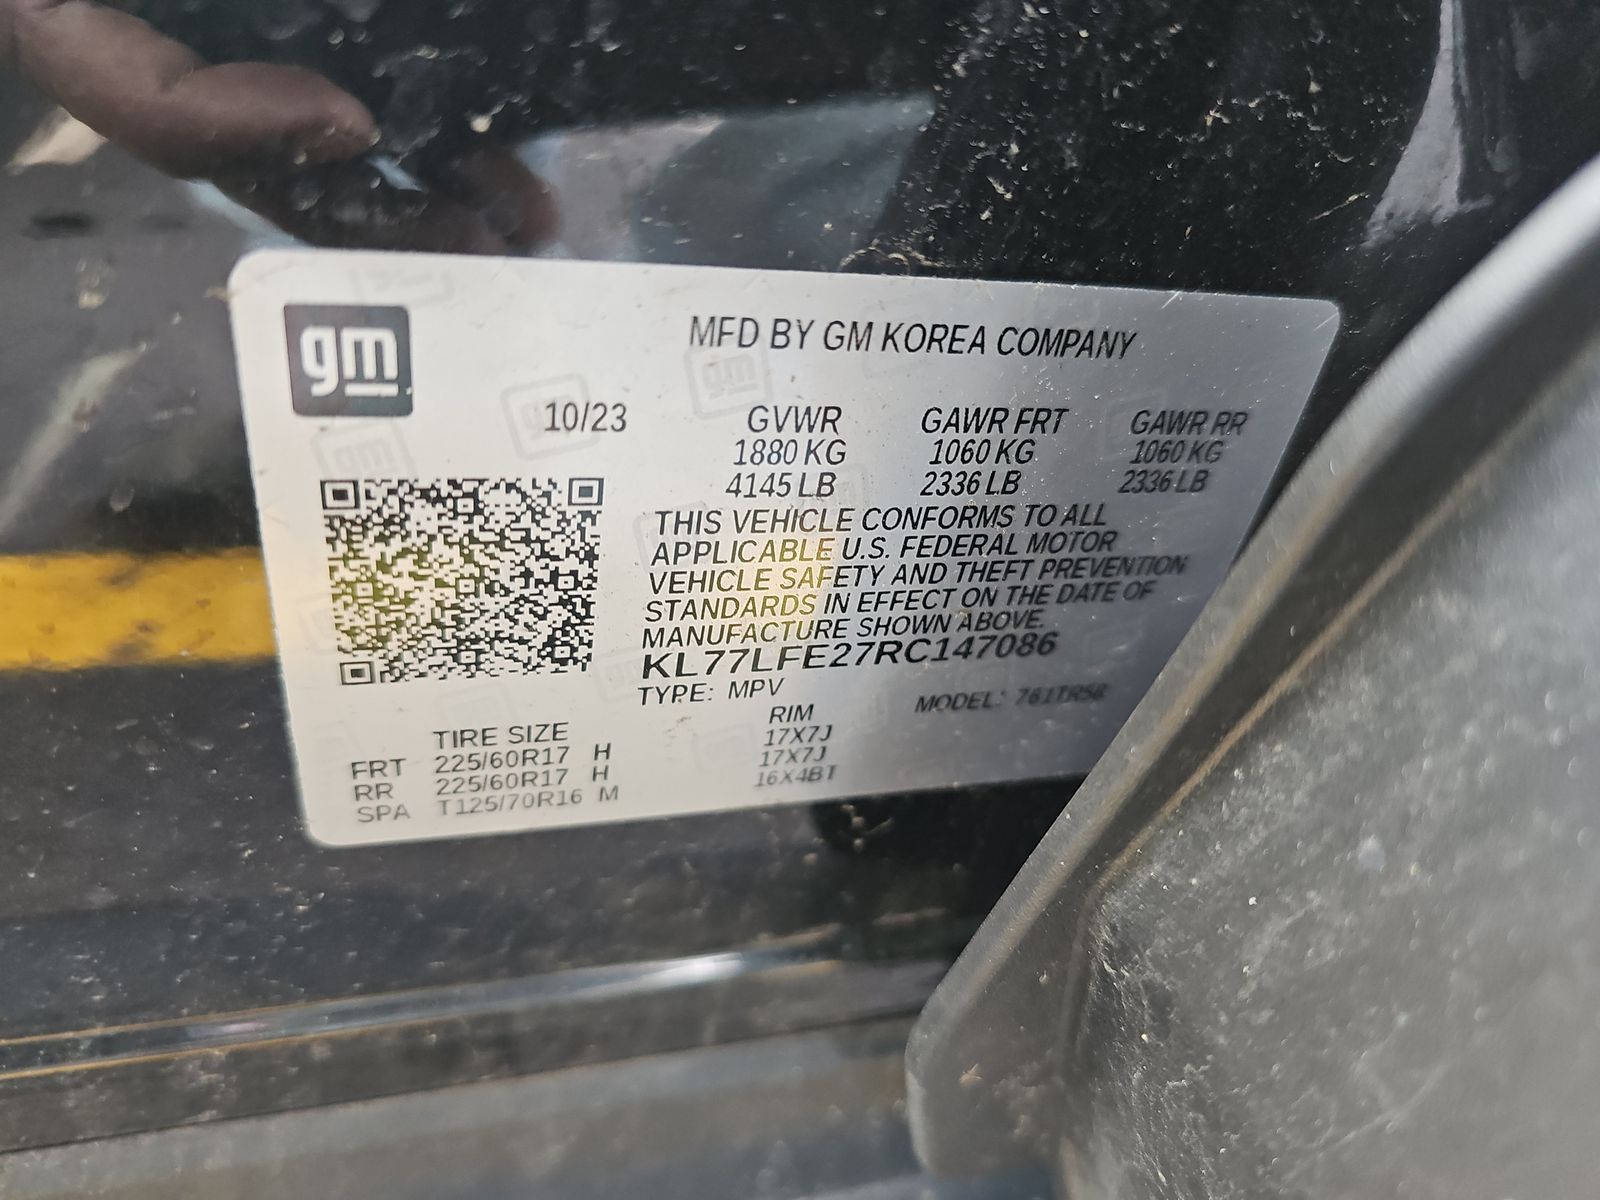 gm
MFD BY GM KOREA COMPANY
10/23 GVWR GAWR FRT GAWR RR
1880 KG 1060 KG 1060 KG
4145 LB 2336 LB 2336 LB
THIS VEHICLE CONFORMS TO ALL
APPLICABLE U.S. FEDERAL MOTOR
VEHICLE SAFETY AND THEFT PREVENTION
STANDARDS IN EFFECT ON THE DATE OF
MANUFACTURE SHOWN ABOVE.
KL77LFE27RC147086
TYPE: MPV MODEL: 761TR58
TIRE SIZE RIM
FRT 225/60R17 H 17X7J
RR 225/60R17 H 17X7J
SPA T125/70R16 M 16X4BT